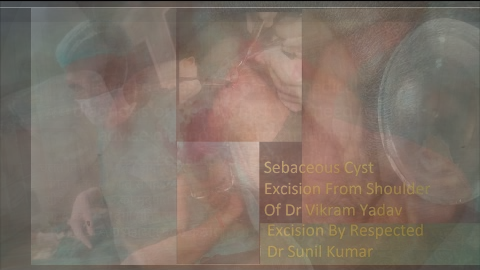 Sebaceous Cyst
Excision From Shoulder
Of Dr Vikram Yadav
Excision By Respected
Dr Sunil Kumar